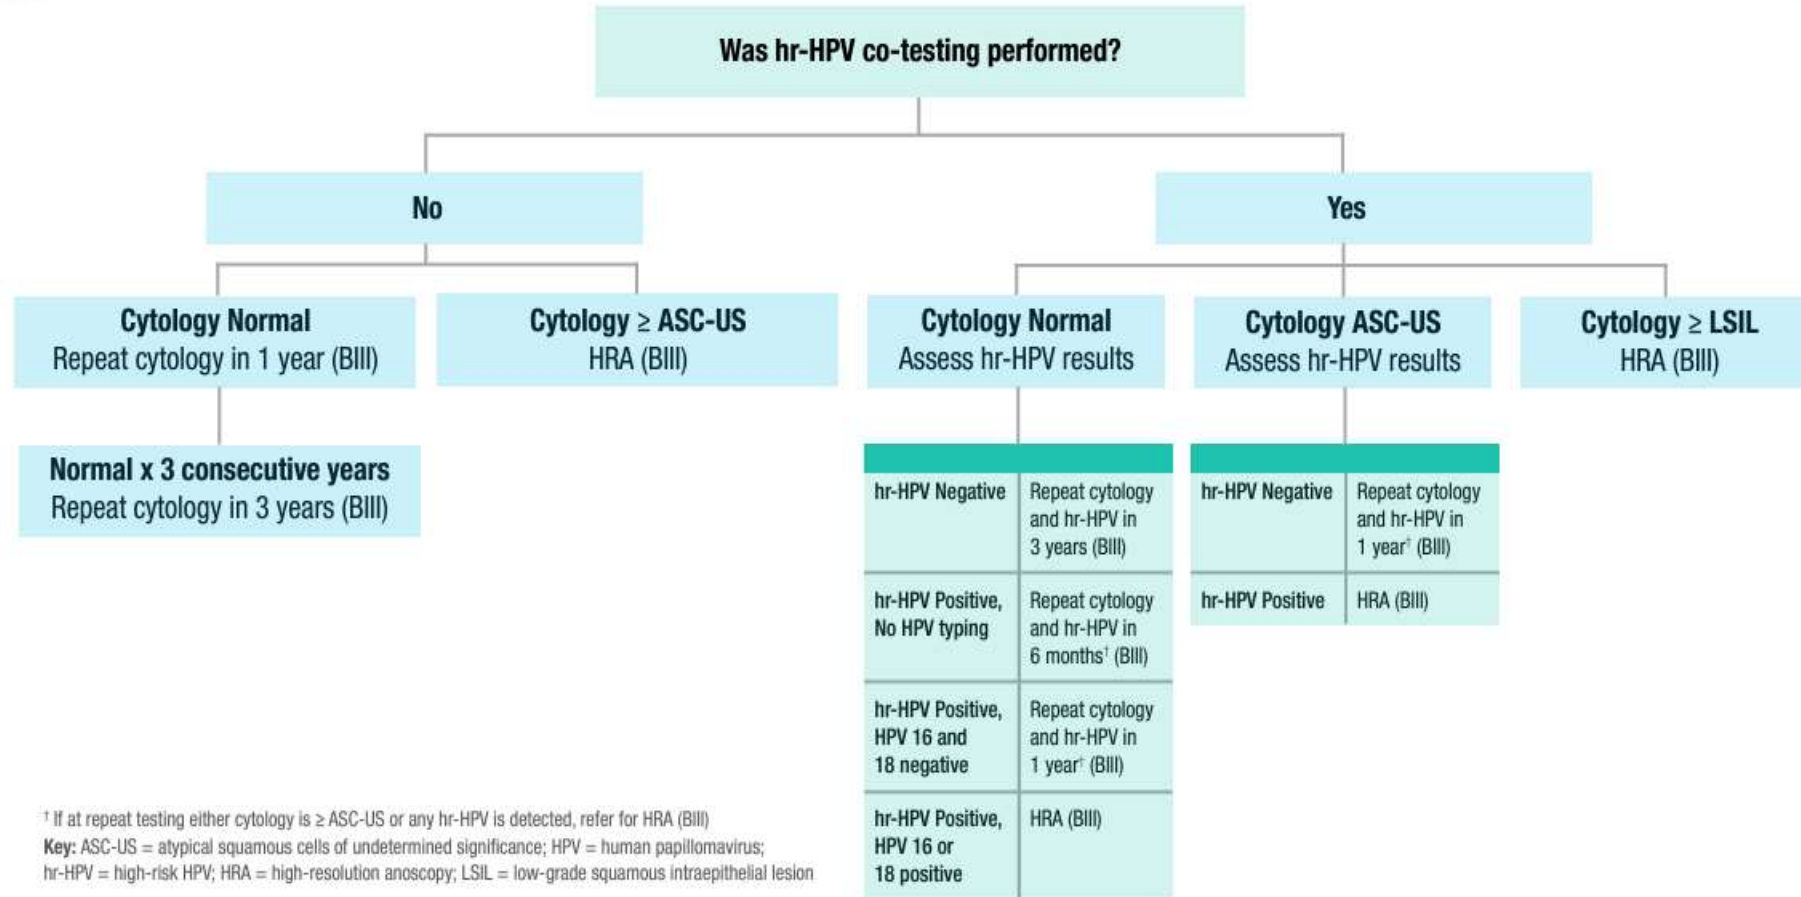 Was hr-HPV co-testing performed?
No
Yes
Cytology Normal
Repeat cytology in 1 year (BIII)
Cytology ≥ ASC-US
HRA (BIII)
Cytology Normal
Assess hr-HPV results
Cytology ASC-US
Assess hr-HPV results
Cytology ≥ LSIL
HRA (BIII)
Normal x 3 consecutive years
Repeat cytology in 3 years (BIII)
hr-HPV Negative
Repeat cytology
and hr-HPV in
3 years (BIII)
hr-HPV Positive,
No HPV typing
Repeat cytology
and hr-HPV in
6 months† (BIII)
hr-HPV Positive,
HPV 16 and
18 negative
Repeat cytology
and hr-HPV in
1 year† (BIII)
hr-HPV Positive,
HPV 16 or
18 positive
HRA (BIII)
hr-HPV Negative
Repeat cytology
and hr-HPV in
1 year† (BIII)
hr-HPV Positive
HRA (BIII)
† If at repeat testing either cytology is ≥ ASC-US or any hr-HPV is detected, refer for HRA (BIII)
Key: ASC-US = atypical squamous cells of undetermined significance; HPV = human papillomavirus;
hr-HPV = high-risk HPV; HRA = high-resolution anoscopy; LSIL = low-grade squamous intraepithelial lesion